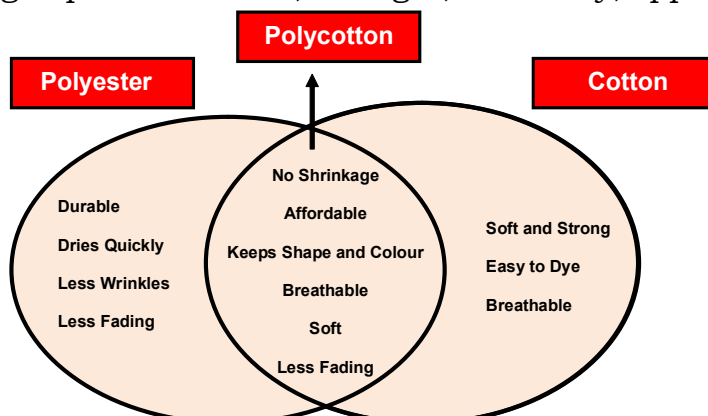 Polycotton
Polyester
Cotton
Durable
Dries Quickly
Less Wrinkles
Less Fading
No Shrinkage
Affordable
Keeps Shape and Colour
Breathable
Soft
Less Fading
Soft and Strong
Easy to Dye
Breathable